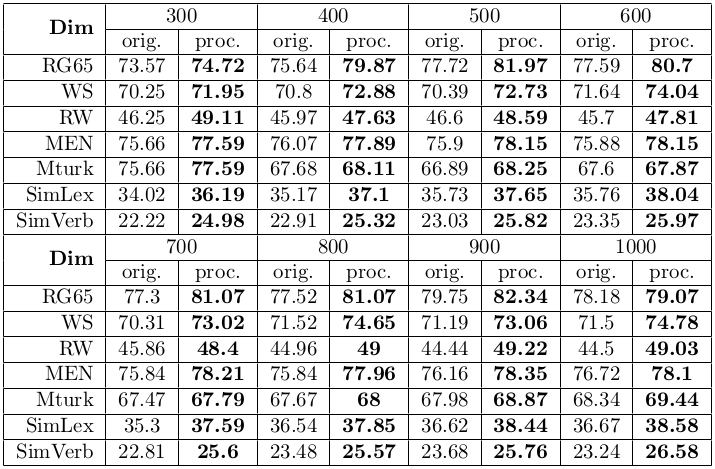 Dim 300 400 500 600
orig. proc. orig. proc. orig. proc. orig. proc.
RG65 73.57 74.72 75.64 79.87 77.72 81.97 77.59 80.7
WS 70.25 71.95 70.8 72.88 70.39 72.73 71.64 74.04
RW 46.25 49.11 45.97 47.63 46.6 48.59 45.7 47.81
MEN 75.66 77.59 76.07 77.89 75.9 78.15 75.88 78.15
Mturk 75.66 77.59 67.68 68.11 66.89 68.25 67.6 67.87
SimLex 34.02 36.19 35.17 37.1 35.73 37.65 35.76 38.04
SimVerb 22.22 24.98 22.91 25.32 23.03 25.82 23.35 25.97
Dim 700 800 900 1000
orig. proc. orig. proc. orig. proc. orig. proc.
RG65 77.3 81.07 77.52 81.07 79.75 82.34 78.18 79.07
WS 70.31 73.02 71.52 74.65 71.19 73.06 71.5 74.78
RW 45.86 48.4 44.96 49 44.44 49.22 44.5 49.03
MEN 75.84 78.21 75.84 77.96 76.16 78.35 76.72 78.1
Mturk 67.47 67.79 67.67 68 67.98 68.87 68.34 69.44
SimLex 35.3 37.59 36.54 37.85 36.62 38.44 36.67 38.58
SimVerb 22.81 25.6 23.48 25.57 23.68 25.76 23.24 26.58